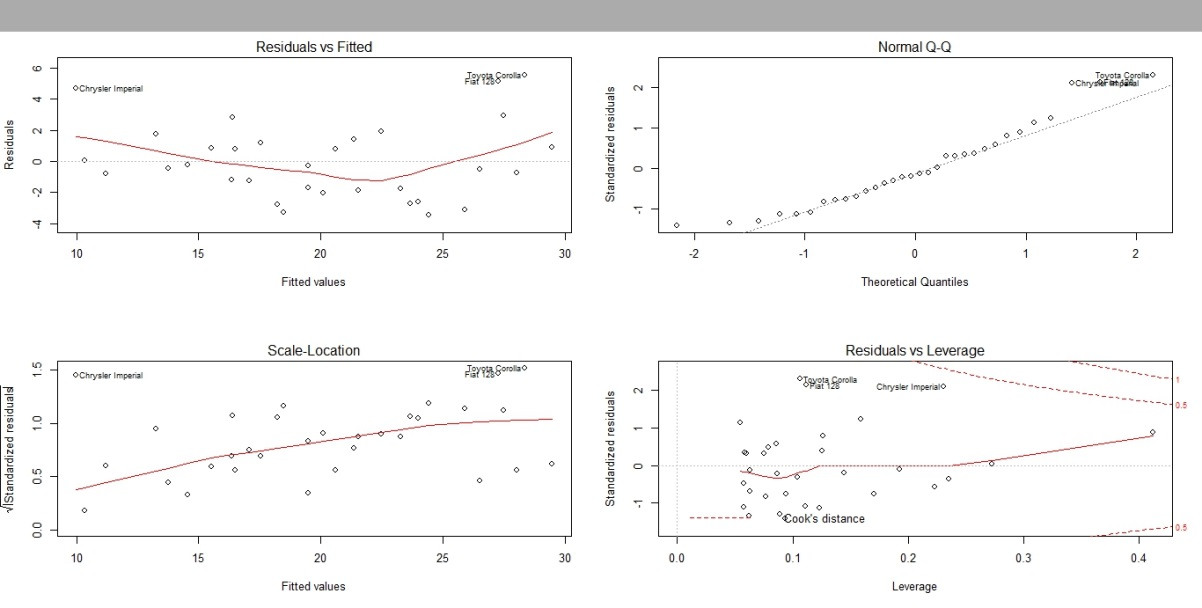 Residuals vs Fitted
Residuals
6
4
2
0
-2
-4
Chrysler Imperial
Toyota Corolla
Fiat 128
10 15 20 25 30
Fitted values
Normal Q-Q
Standardized residuals
2
1
0
-1
Toyota Corolla
Chrysler Imperial
Fiat 128
-2 -1 0 1 2
Theoretical Quantiles
Scale-Location
√|Standardized residuals|
1.5
1.0
0.5
0.0
Chrysler Imperial
Toyota Corolla
Fiat 128
10 15 20 25 30
Fitted values
Residuals vs Leverage
Standardized residuals
2
1
0
-1
Toyota Corolla
Fiat 128
Chrysler Imperial
1
0.5
0.5
Cook's distance
0.0 0.1 0.2 0.3 0.4
Leverage